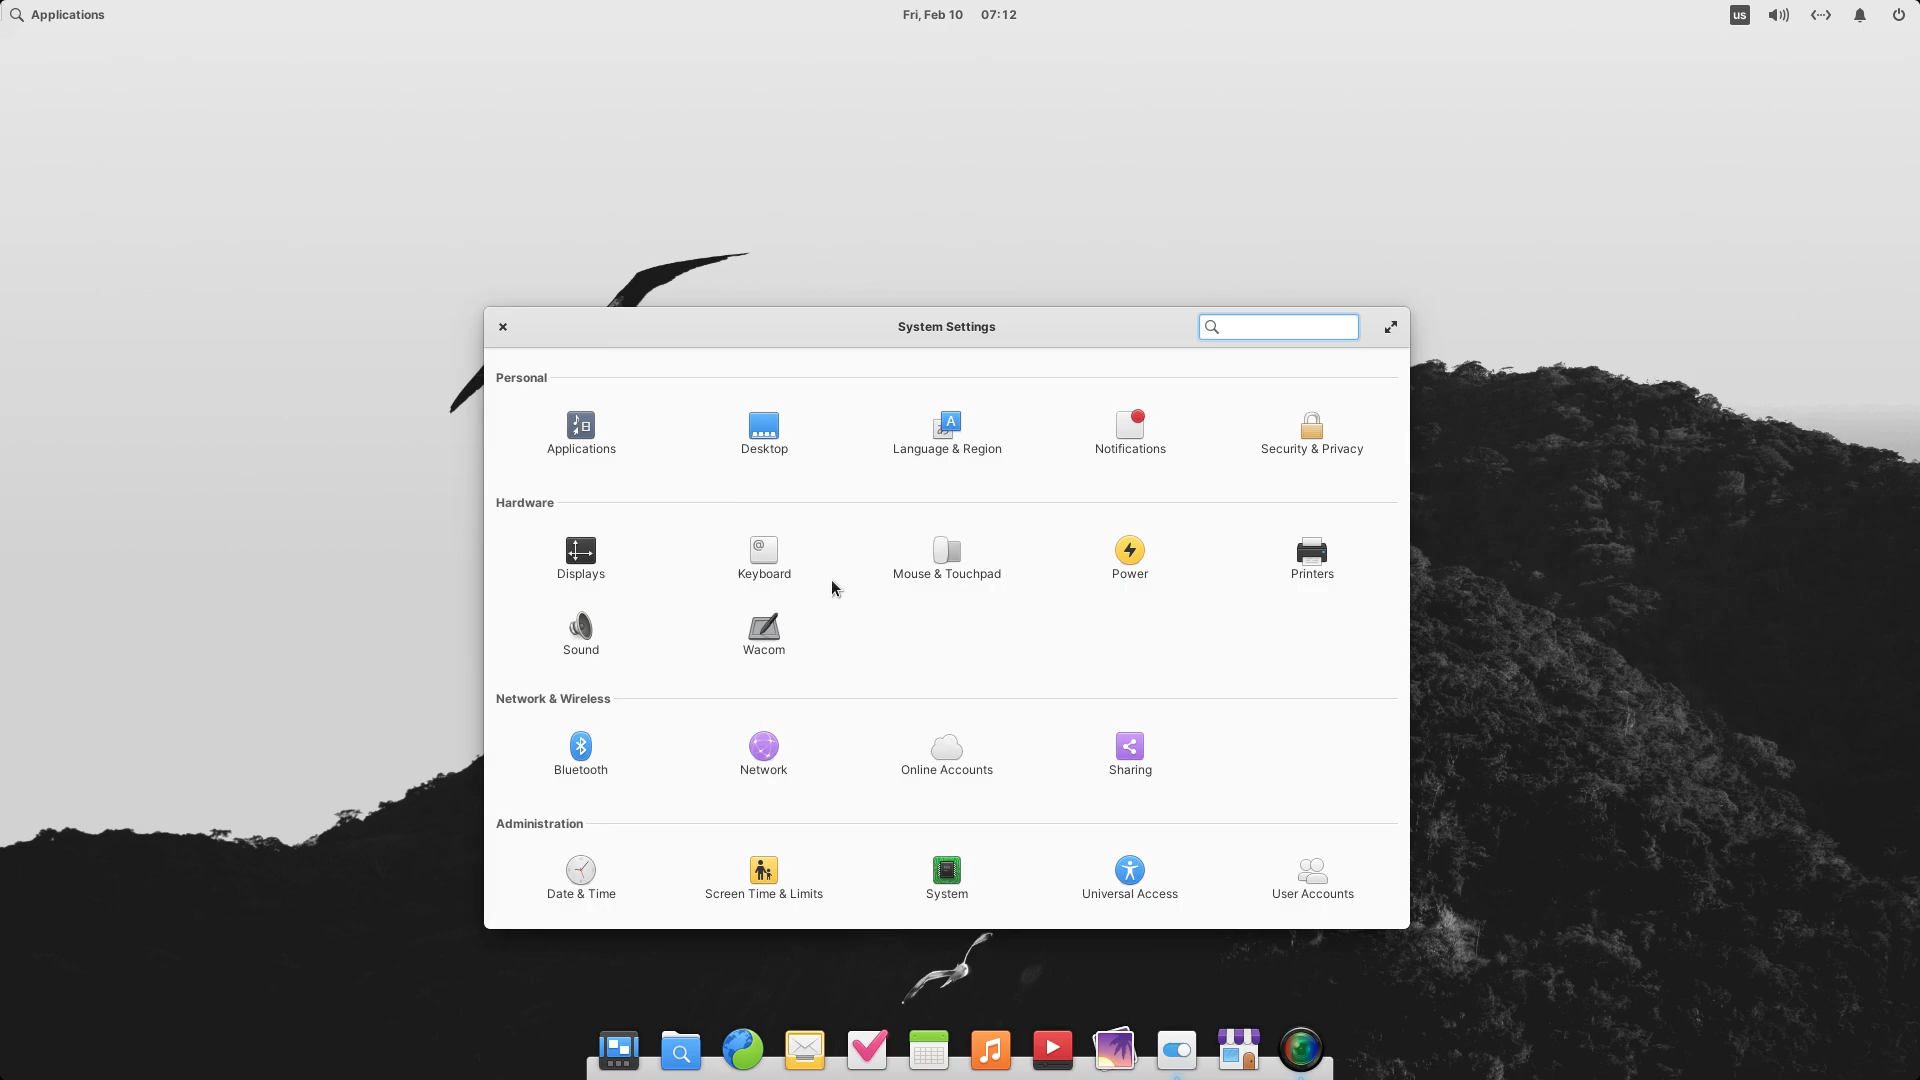 Applications
Fri, Feb 10 07:12
us
System Settings
Personal
Applications
Desktop
Language & Region
Notifications
Security & Privacy
Hardware
Displays
Keyboard
Mouse & Touchpad
Power
Printers
Sound
Wacom
Network & Wireless
Bluetooth
Network
Online Accounts
Sharing
Administration
Date & Time
Screen Time & Limits
System
Universal Access
User Accounts